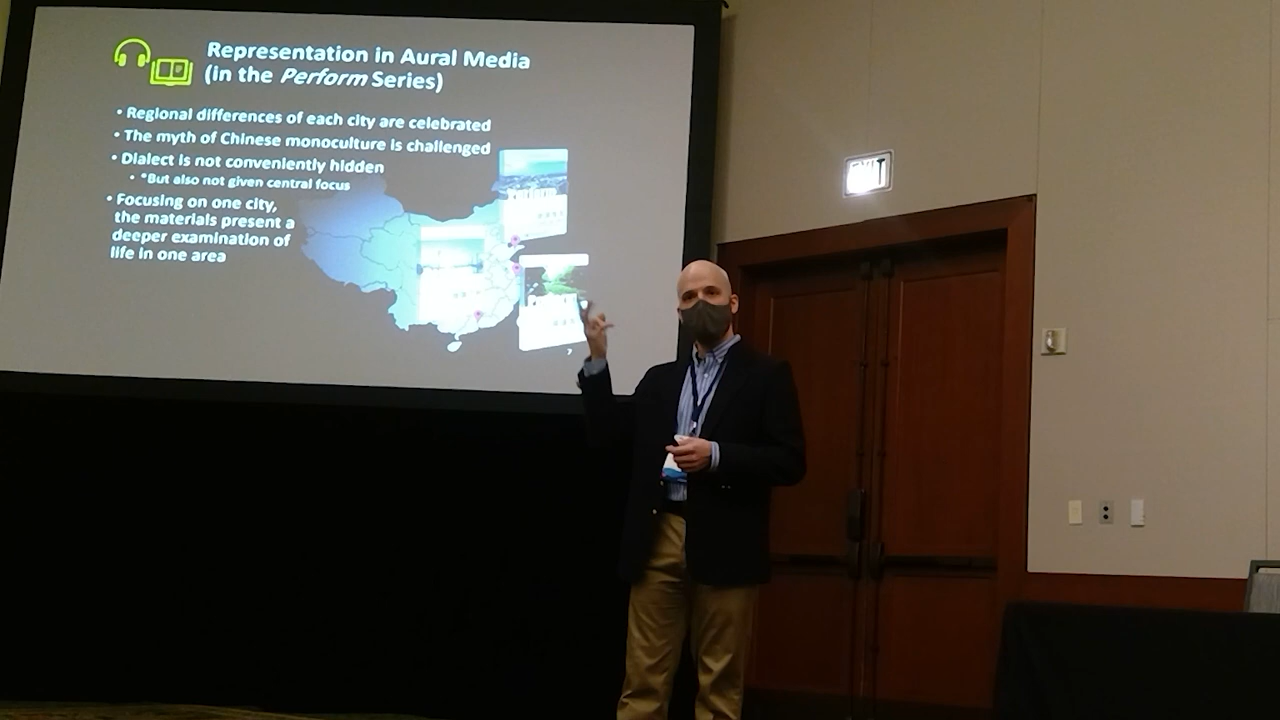 Representation in Aural Media
(in the Perform Series)
• Regional differences of each city are celebrated
• The myth of Chinese monoculture is challenged
• Dialect is not conveniently hidden
• *But also not given central focus
• Focusing on one city,
the materials present a
deeper examination of
life in one area
7
EXIT